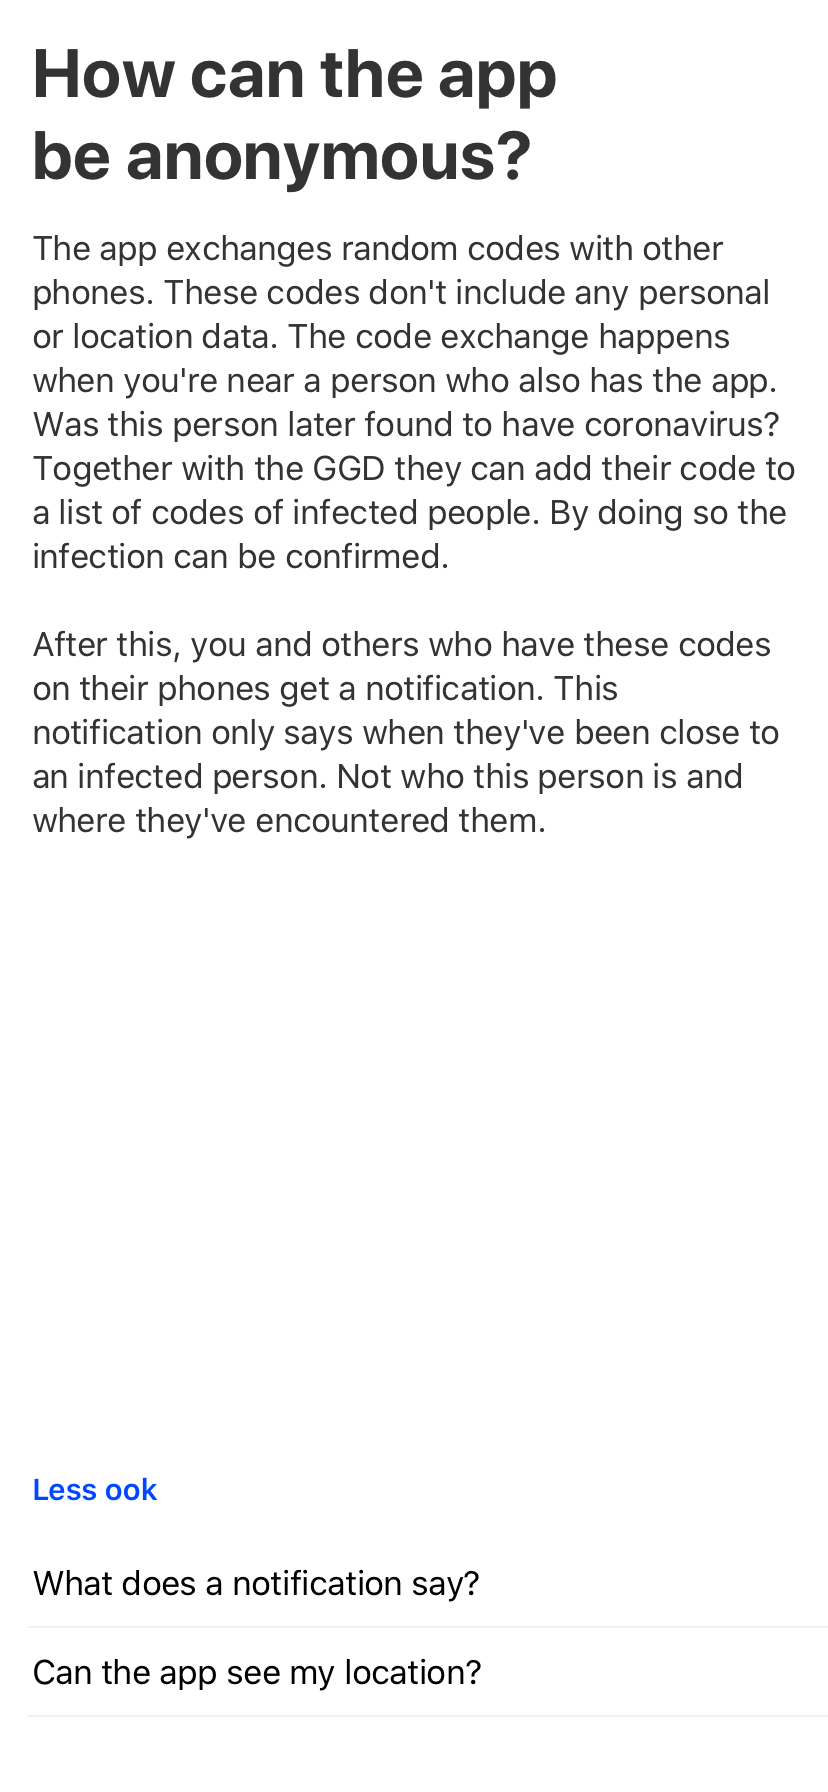 How can the app
be anonymous?
The app exchanges random codes with other
phones. These codes don't include any personal
or location data. The code exchange happens
when you're near a person who also has the app.
Was this person later found to have coronavirus?
Together with the GGD they can add their code to
a list of codes of infected people. By doing so the
infection can be confirmed.
After this, you and others who have these codes
on their phones get a notification. This
notification only says when they've been close to
an infected person. Not who this person is and
where they've encountered them.
Less ook
What does a notification say?
Can the app see my location?